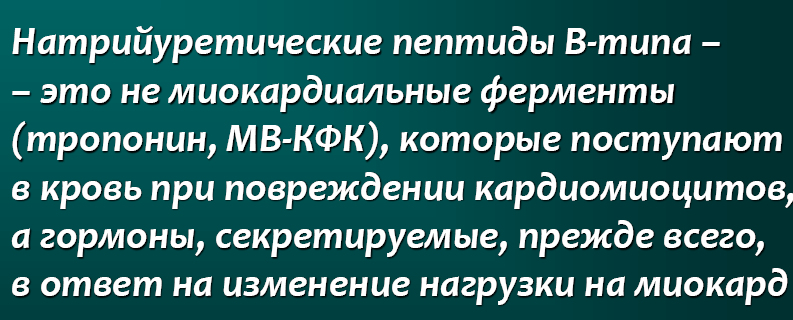 Натрийуретические пептиды В-типа –
– это не миокардиальные ферменты
(тропонин, МВ-КФК), которые поступают
в кровь при повреждении кардиомиоцитов,
а гормоны, секретируемые, прежде всего,
в ответ на изменение нагрузки на миокард